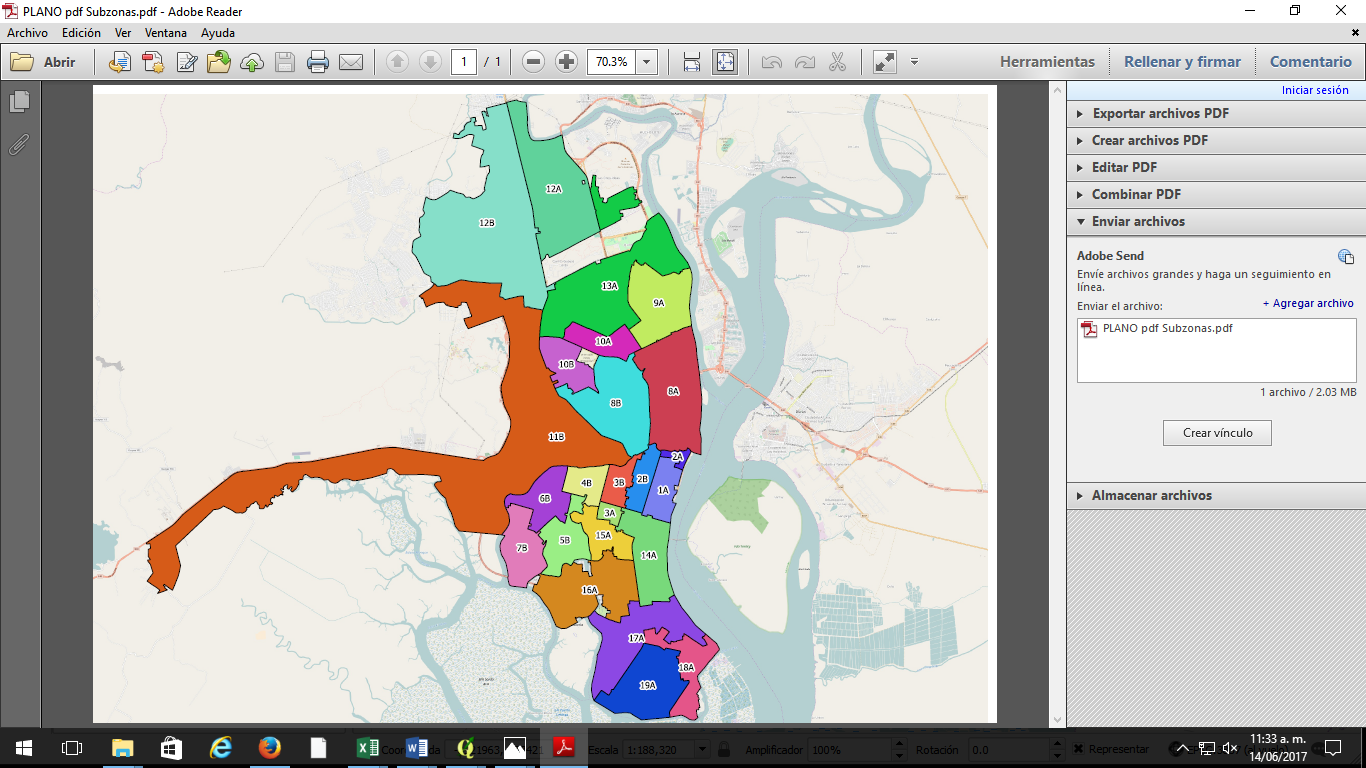 PLANO pdf Subzonas.pdf - Adobe Reader
Archivo Edición Ver Ventana Ayuda
Abrir 1 / 1 70.3% Herramientas Rellenar y firmar Comentario
Iniciar sesión
Exportar archivos PDF
Crear archivos PDF
Editar PDF
Combinar PDF
Enviar archivos
Adobe Send
Envíe archivos grandes y haga un seguimiento en
línea.
Enviar el archivo: + Agregar archivo
PLANO pdf Subzonas.pdf
1 archivo / 2.03 MB
Crear vínculo
Almacenar archivos
12A
12B
13A
9A
10A
10B
8A
8B
11B
2A
4B
3B
2B
1A
6B
3A
15A
5B
7B
14A
16A
17A
18A
19A
Escala 1:188,320 Amplificador 100% Rotación 0.0 Representar
11:33 a. m.
14/06/2017